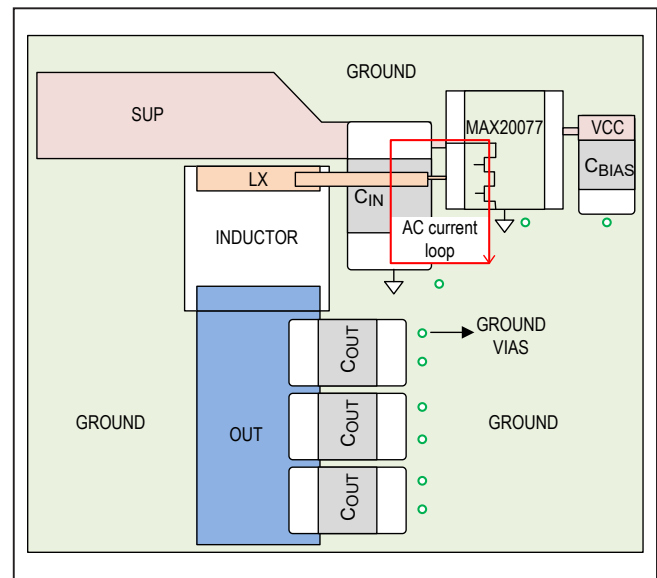 GROUND
SUP
MAX20077
VCC
CBIAS
LX
CIN
AC current
loop
INDUCTOR
COUT
GROUND
VIAS
GROUND
OUT
COUT
GROUND
COUT